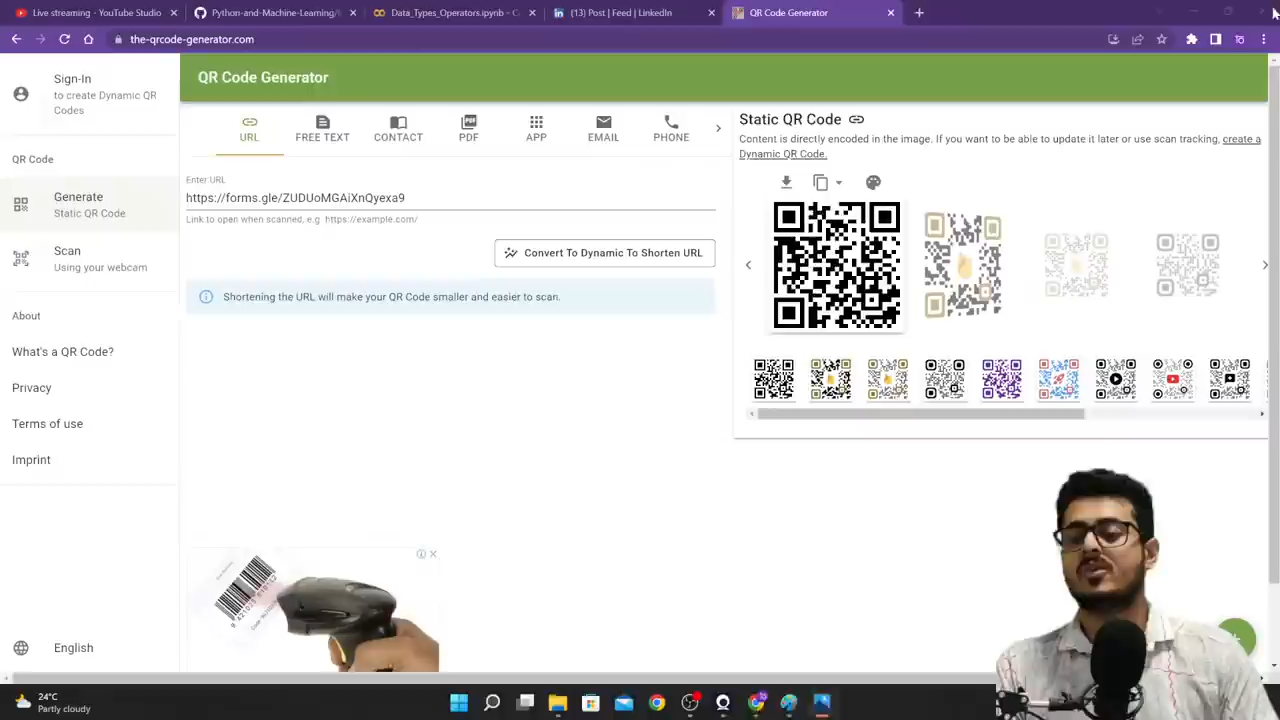 Live streaming - YouTube Studio
Python-and-Machine-Learning/
Data_Types_Operators.ipynb - C
(13) Post | Feed | LinkedIn
QR Code Generator
the-qrcode-generator.com
Sign-In
to create Dynamic QR
Codes
QR Code
Generate
Static QR Code
Scan
Using your webcam
About
What's a QR Code?
Privacy
Terms of use
Imprint
English
QR Code Generator
URL
FREE TEXT
CONTACT
PDF
APP
EMAIL
PHONE
Enter URL
https://forms.gle/ZUDUoMGAiXnQyexa9
Link to open when scanned, e.g. https://example.com/
Convert To Dynamic To Shorten URL
Shortening the URL will make your QR Code smaller and easier to scan.
Static QR Code
Content is directly encoded in the image. If you want to be able to update it later or use scan tracking, create a
Dynamic QR Code.
24°C
Partly cloudy